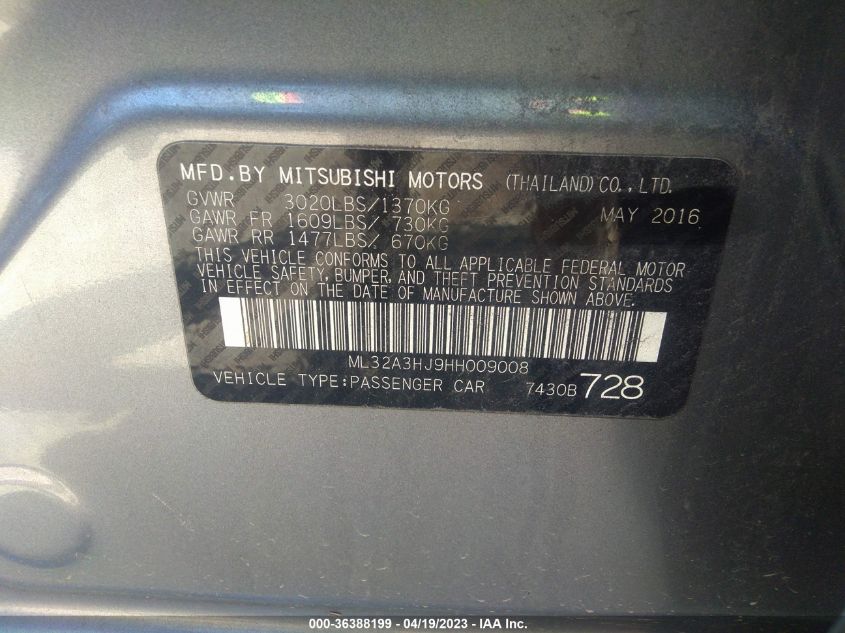 MFD.BY MITSUBISHI MOTORS (THAILAND)CO.,LTD.
GVWR 3020LBS/1370KG MAY 2016
GAWR FR 1609LBS/ 730KG
GAWR RR 1477LBS/ 670KG
THIS VEHICLE CONFORMS TO ALL APPLICABLE FEDERAL MOTOR
VEHICLE SAFETY, BUMPER, AND THEFT PREVENTION STANDARDS
IN EFFECT ON THE DATE OF MANUFACTURE SHOWN ABOVE.
ML32A3HJ9HH009008
VEHICLE TYPE:PASSENGER CAR 7430B 728
000-36388199 - 04/19/2023 - IAA Inc.